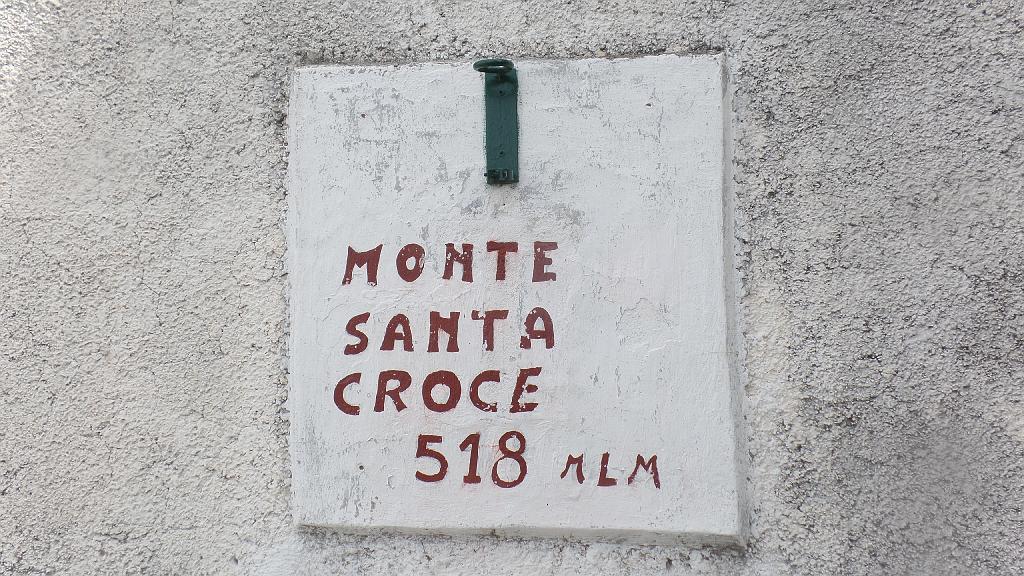 MONTE
SANTA
CROCE
518 MLM